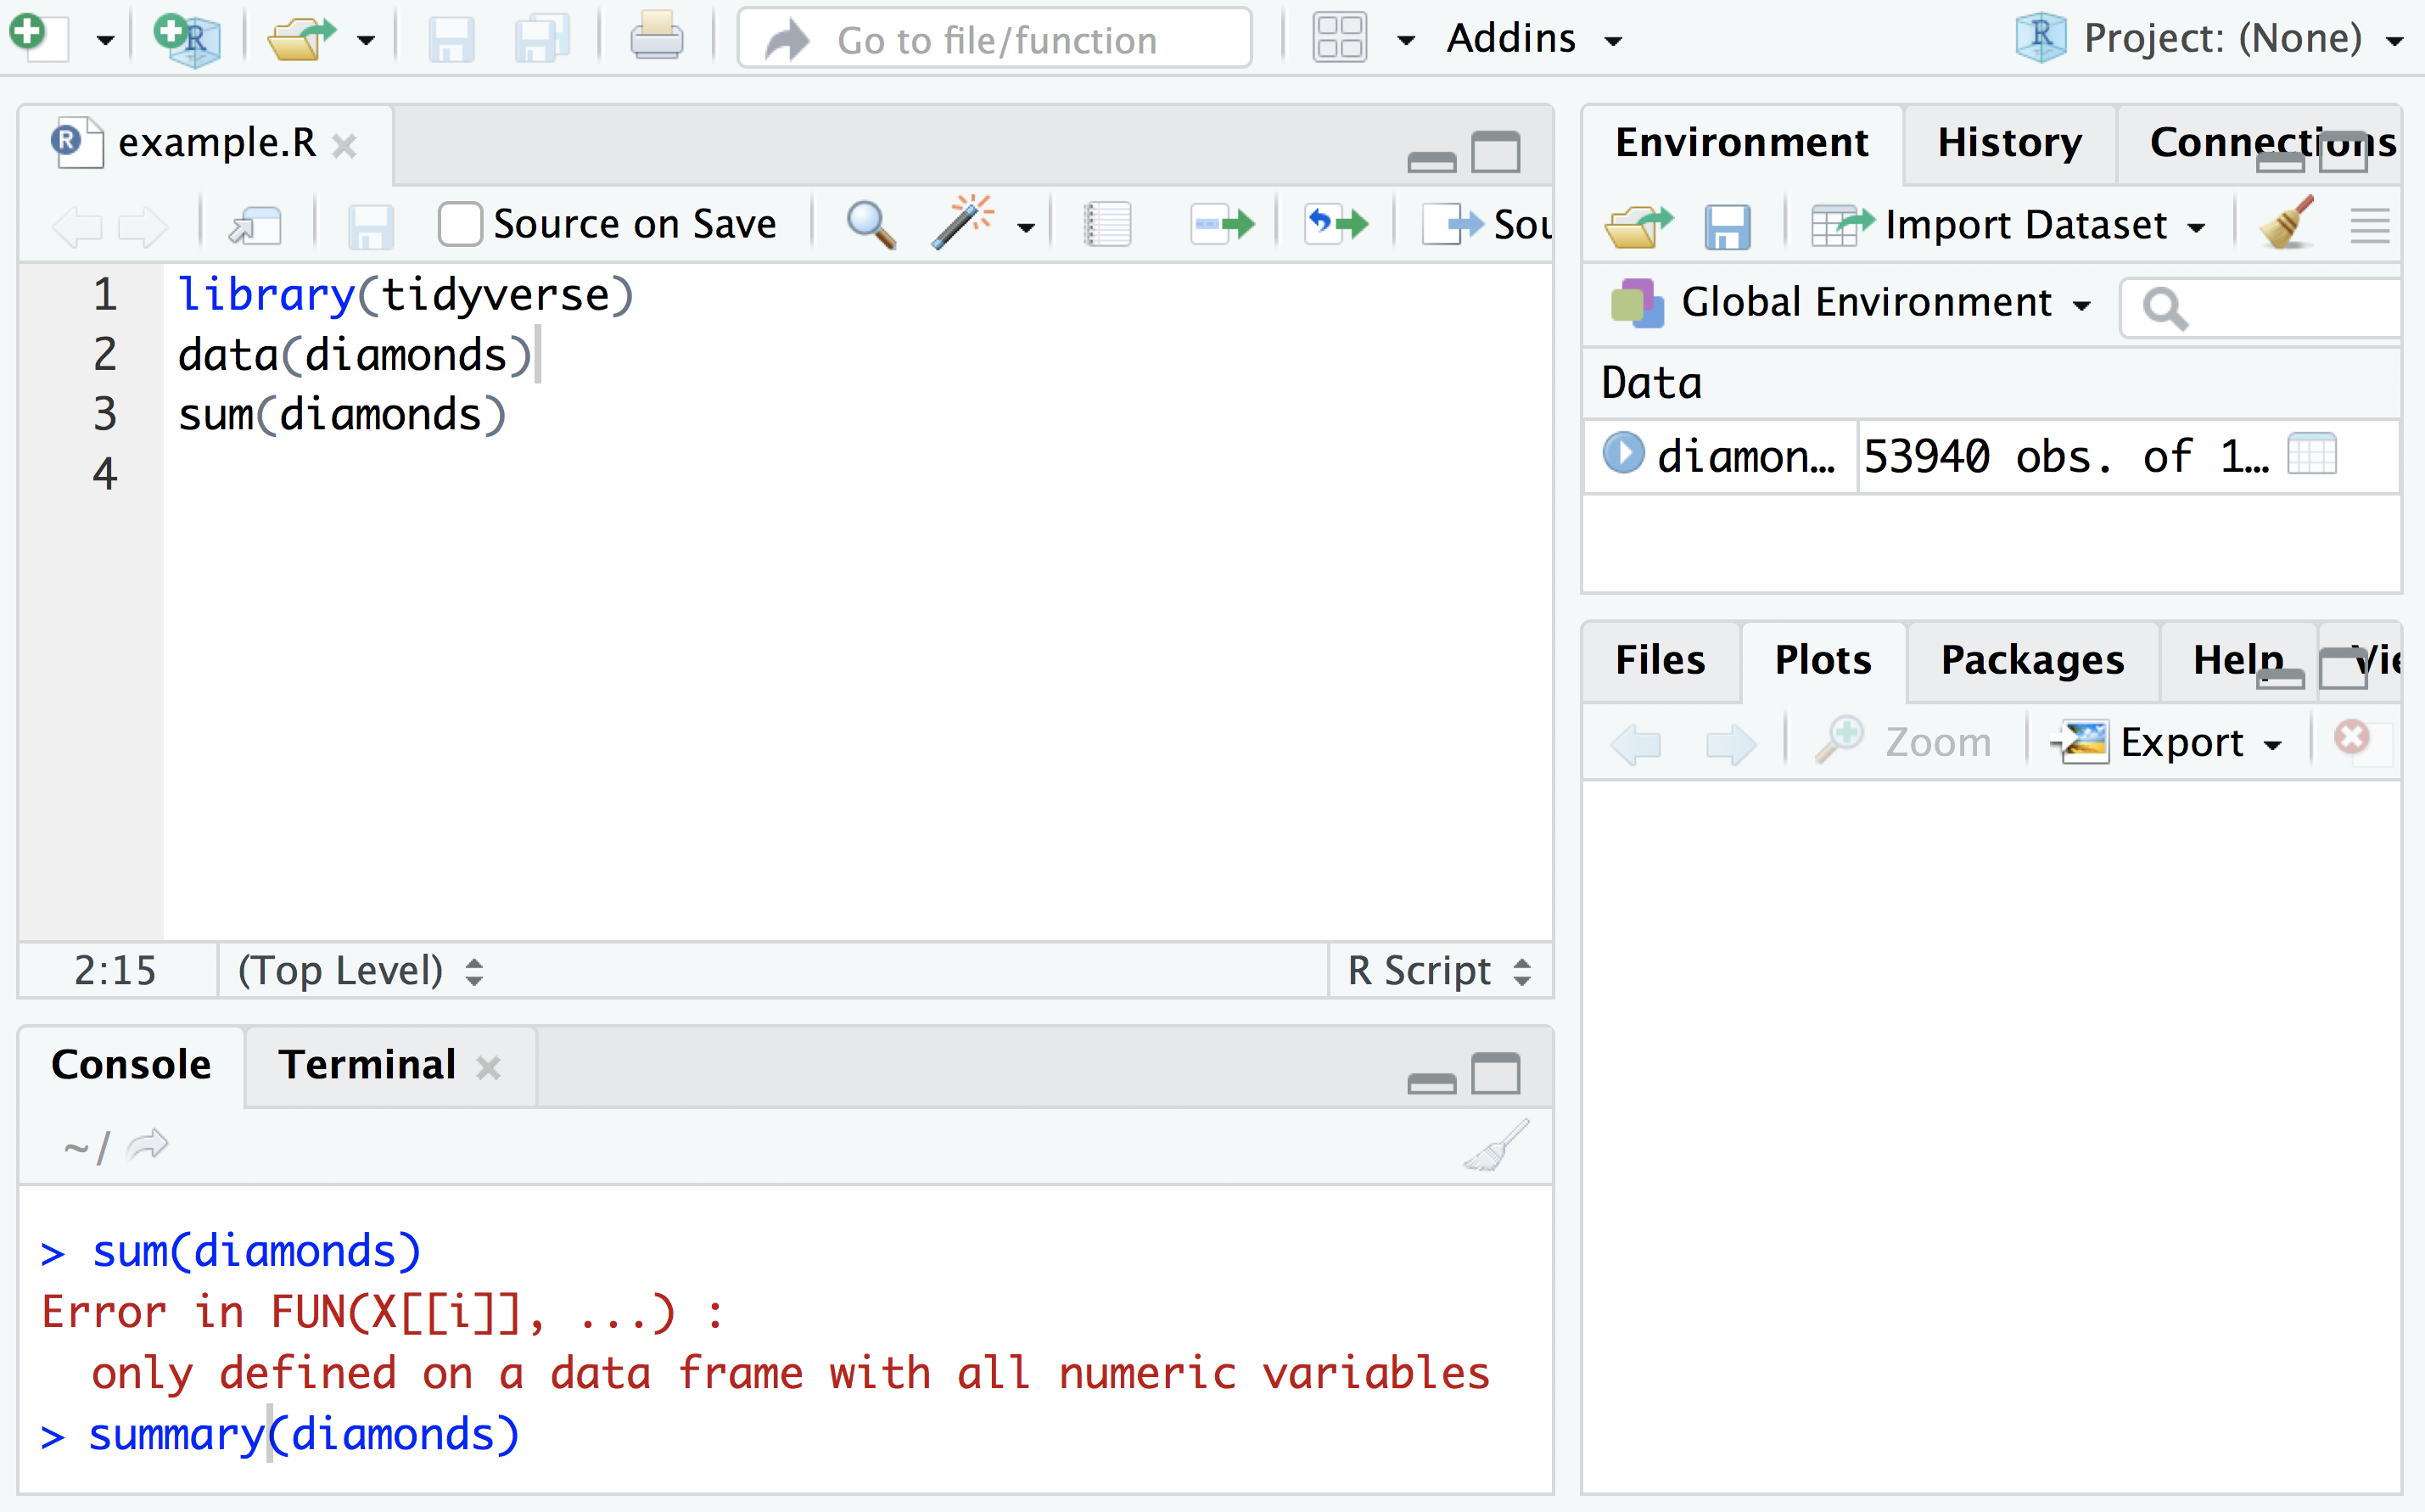 Go to file/function
Addins
Project: (None)
example.R
Source on Save
Sou
1 library(tidyverse)
2 data(diamonds)
3 sum(diamonds)
4
2:15 (Top Level) R Script
Console Terminal
~/
> sum(diamonds)
Error in FUN(X[[i]], ...) :
only defined on a data frame with all numeric variables
> summary(diamonds)
Environment History Connections
Import Dataset
Global Environment
Data
diamon... 53940 obs. of 1...
Files Plots Packages Help Vie
Zoom Export